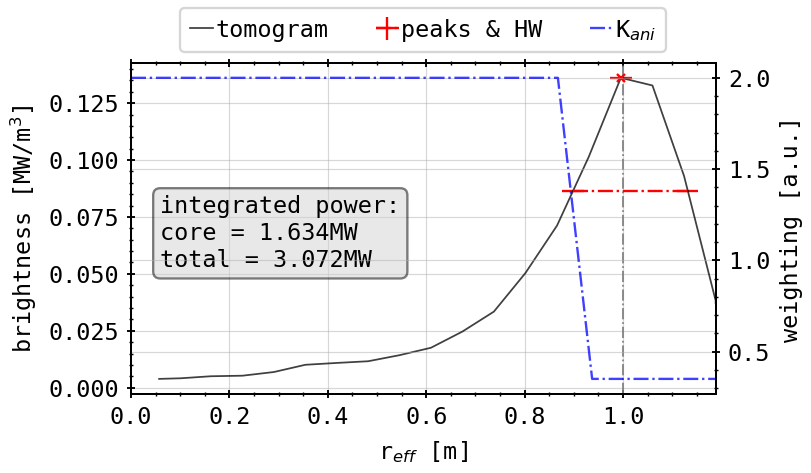 tomogram peaks & HW K_ani
brightness [MW/m³]
0.125
0.100
0.075
0.050
0.025
0.000
integrated power:
core = 1.634MW
total = 3.072MW
2.0
1.5
1.0
0.5
weighting [a.u.]
0.0 0.2 0.4 0.6 0.8 1.0
r_eff [m]